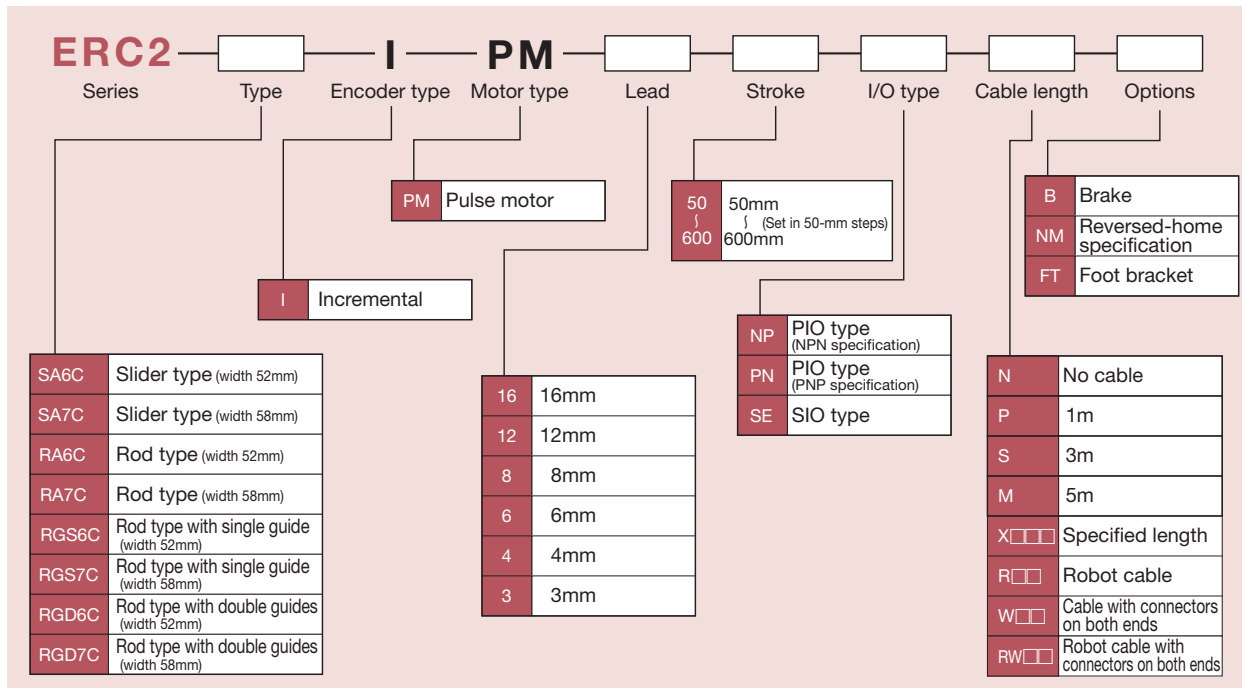 ERC2 I PM
Series Type Encoder type Motor type Lead Stroke I/O type Cable length Options
PM Pulse motor
50 50mm
∫ ∫ (Set in 50-mm steps)
600 600mm
B Brake
NM Reversed-home
specification
FT Foot bracket
I Incremental
NP PIO type
(NPN specification)
PN PIO type
(PNP specification)
SE SIO type
SA6C Slider type (width 52mm)
SA7C Slider type (width 58mm)
RA6C Rod type (width 52mm)
RA7C Rod type (width 58mm)
RGS6C Rod type with single guide
(width 52mm)
RGS7C Rod type with single guide
(width 58mm)
RGD6C Rod type with double guides
(width 52mm)
RGD7C Rod type with double guides
(width 58mm)
16 16mm
12 12mm
8 8mm
6 6mm
4 4mm
3 3mm
N No cable
P 1m
S 3m
M 5m
X□□□ Specified length
R□□ Robot cable
W□□ Cable with connectors
on both ends
RW□□ Robot cable with
connectors on both ends